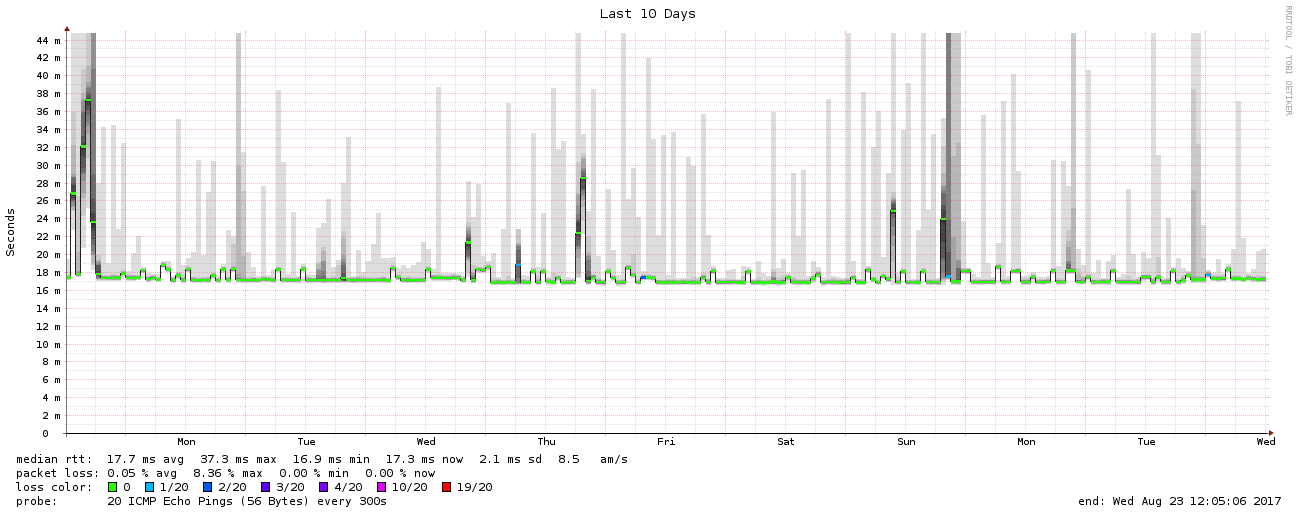 Last 10 Days
RRDTOOL / TOBI OETIKER
Seconds
44 m
42 m
40 m
38 m
36 m
34 m
32 m
30 m
28 m
26 m
24 m
22 m
20 m
18 m
16 m
14 m
12 m
10 m
8 m
6 m
4 m
2 m
0
Mon Tue Wed Thu Fri Sat Sun Mon Tue Wed
median rtt: 17.7 ms avg 37.3 ms max 16.9 ms min 17.3 ms now 2.1 ms sd 8.5 am/s
packet loss: 0.05 % avg 8.36 % max 0.00 % min 0.00 % now
loss color: 0 1/20 2/20 3/20 4/20 10/20 19/20
probe: 20 ICMP Echo Pings (56 Bytes) every 300s end: Wed Aug 23 12:05:06 2017